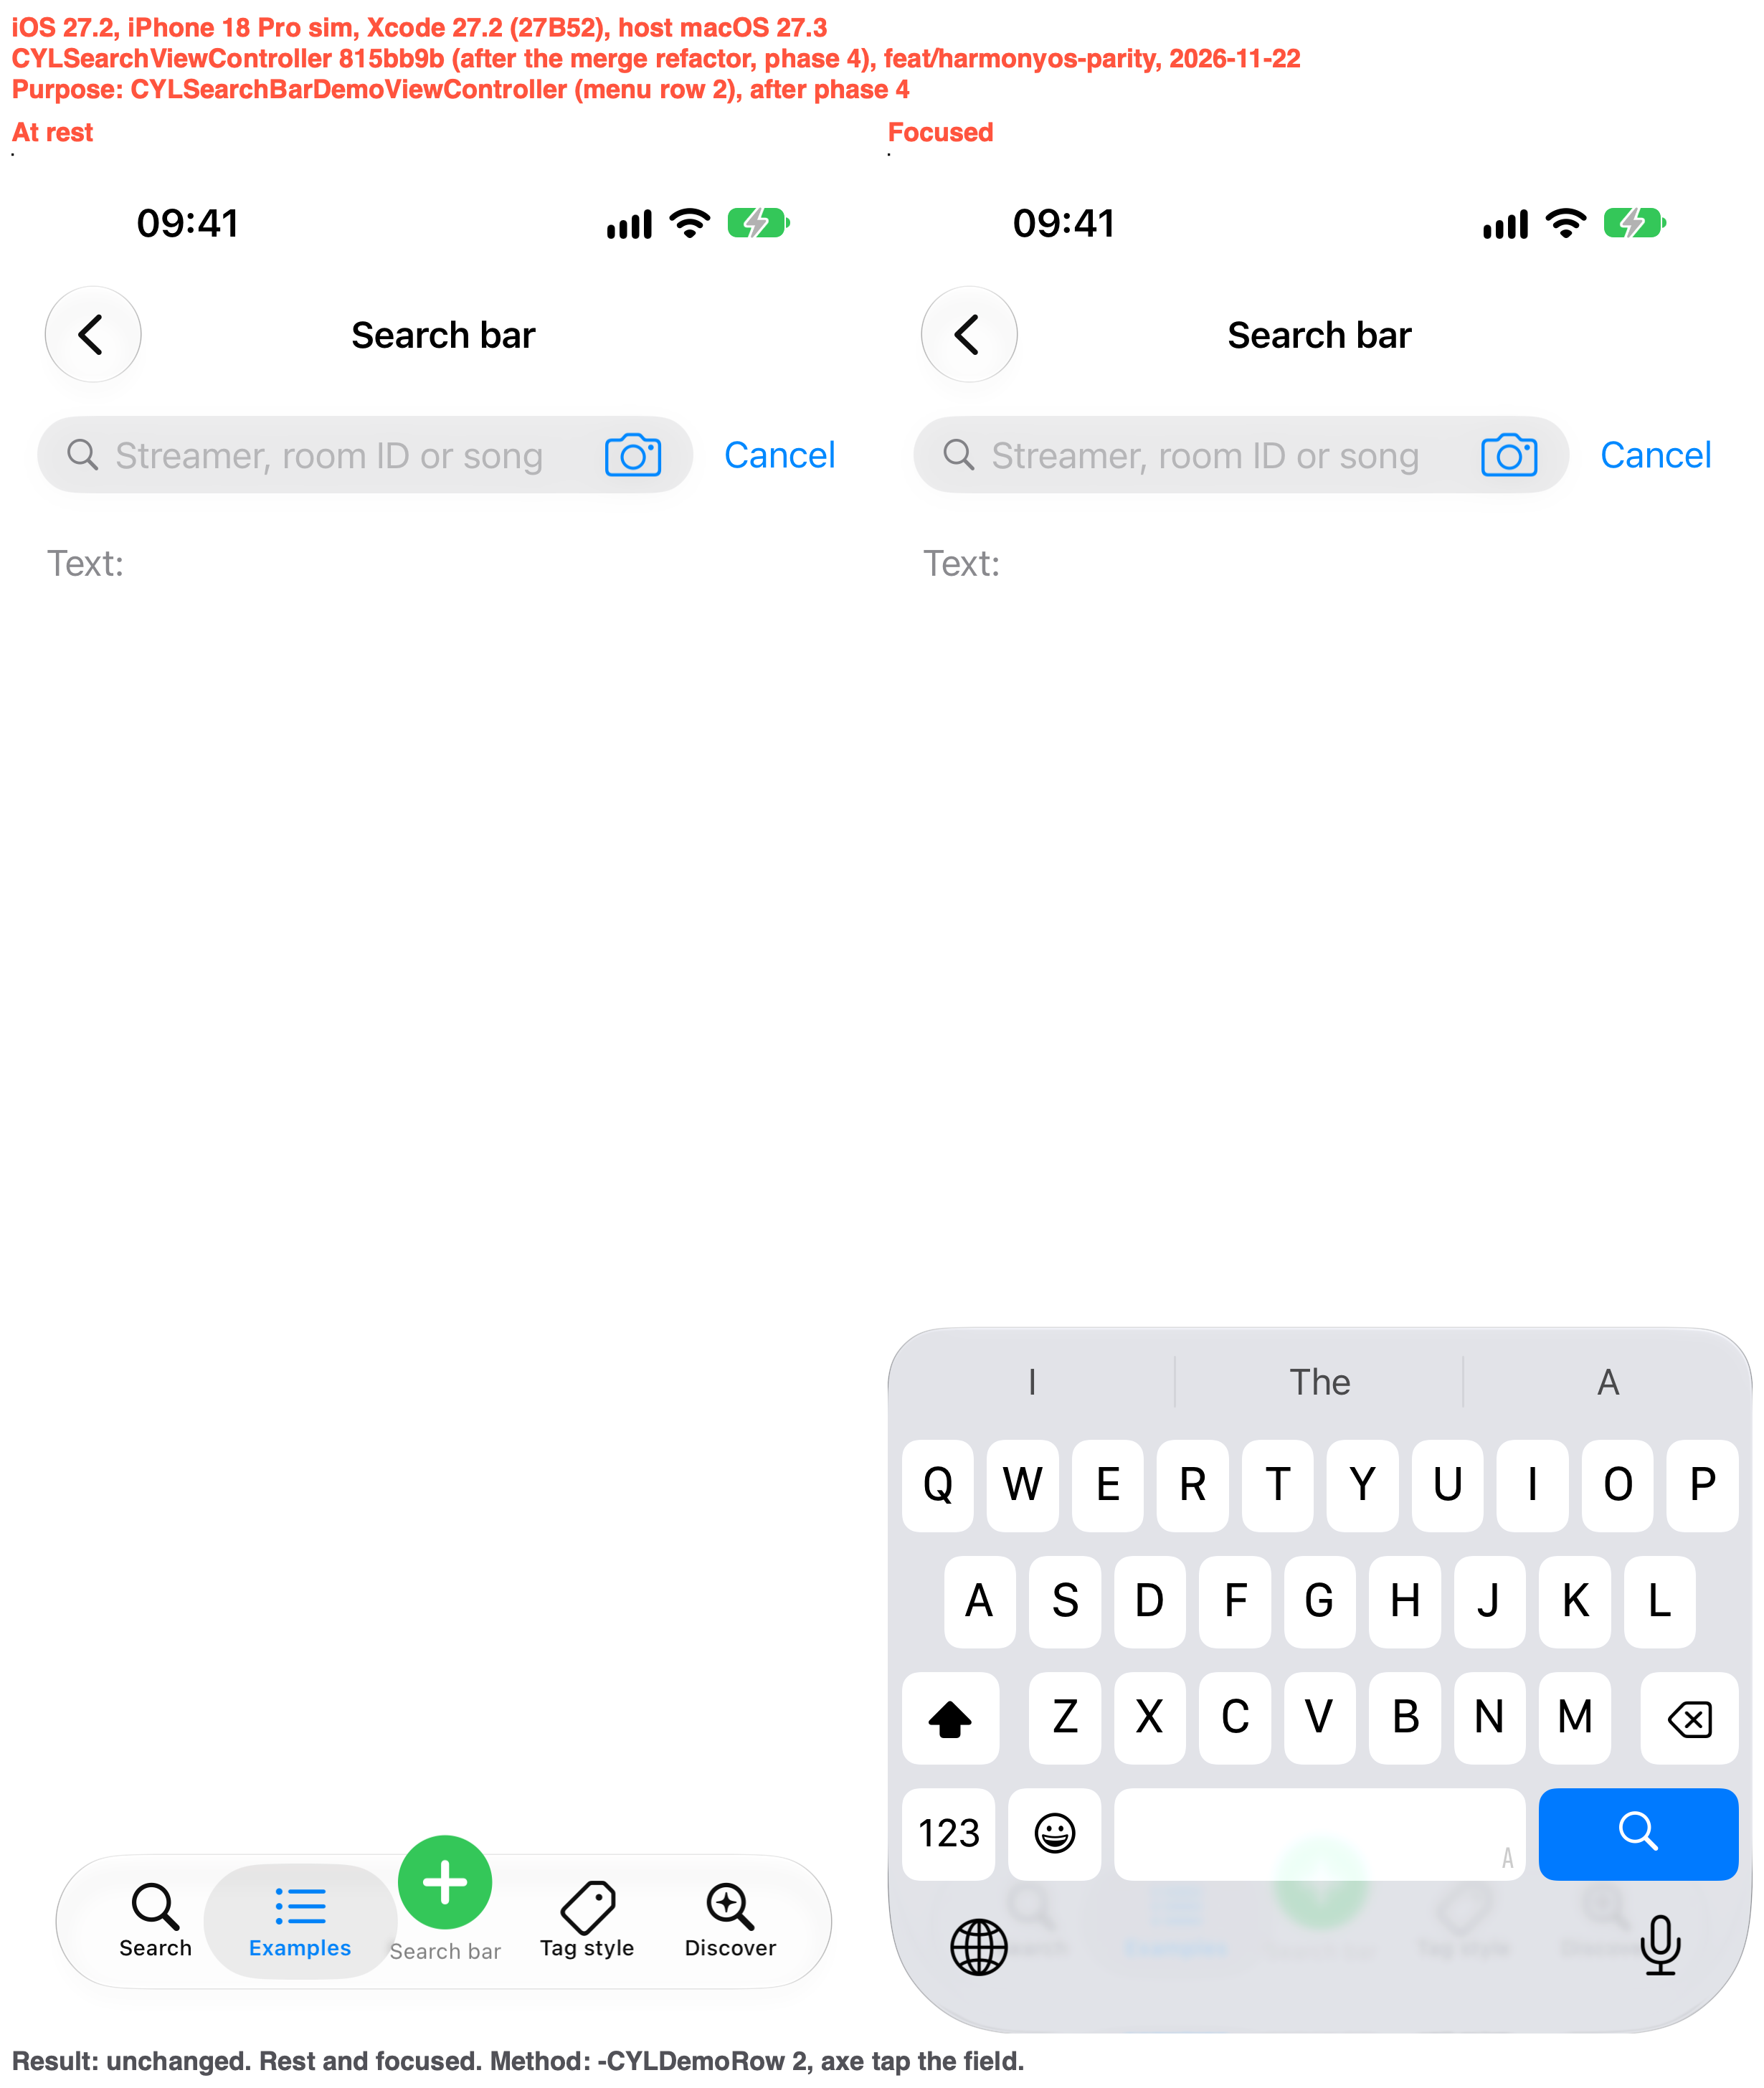 iOS 27.2, iPhone 18 Pro sim, Xcode 27.2 (27B52), host macOS 27.3
CYLSearchViewController 815bb9b (after the merge refactor, phase 4), feat/harmonyos-parity, 2026-11-22
Purpose: CYLSearchBarDemoViewController (menu row 2), after phase 4
At rest
09:41
Search bar
Streamer, room ID or song
Cancel
Text:
Search
Examples
Search bar
Tag style
Discover
Focused
09:41
Search bar
Streamer, room ID or song
Cancel
Text:
I The A
Q W E R T Y U I O P
A S D F G H J K L
Z X C V B N M
123
A
Result: unchanged. Rest and focused. Method: -CYLDemoRow 2, axe tap the field.